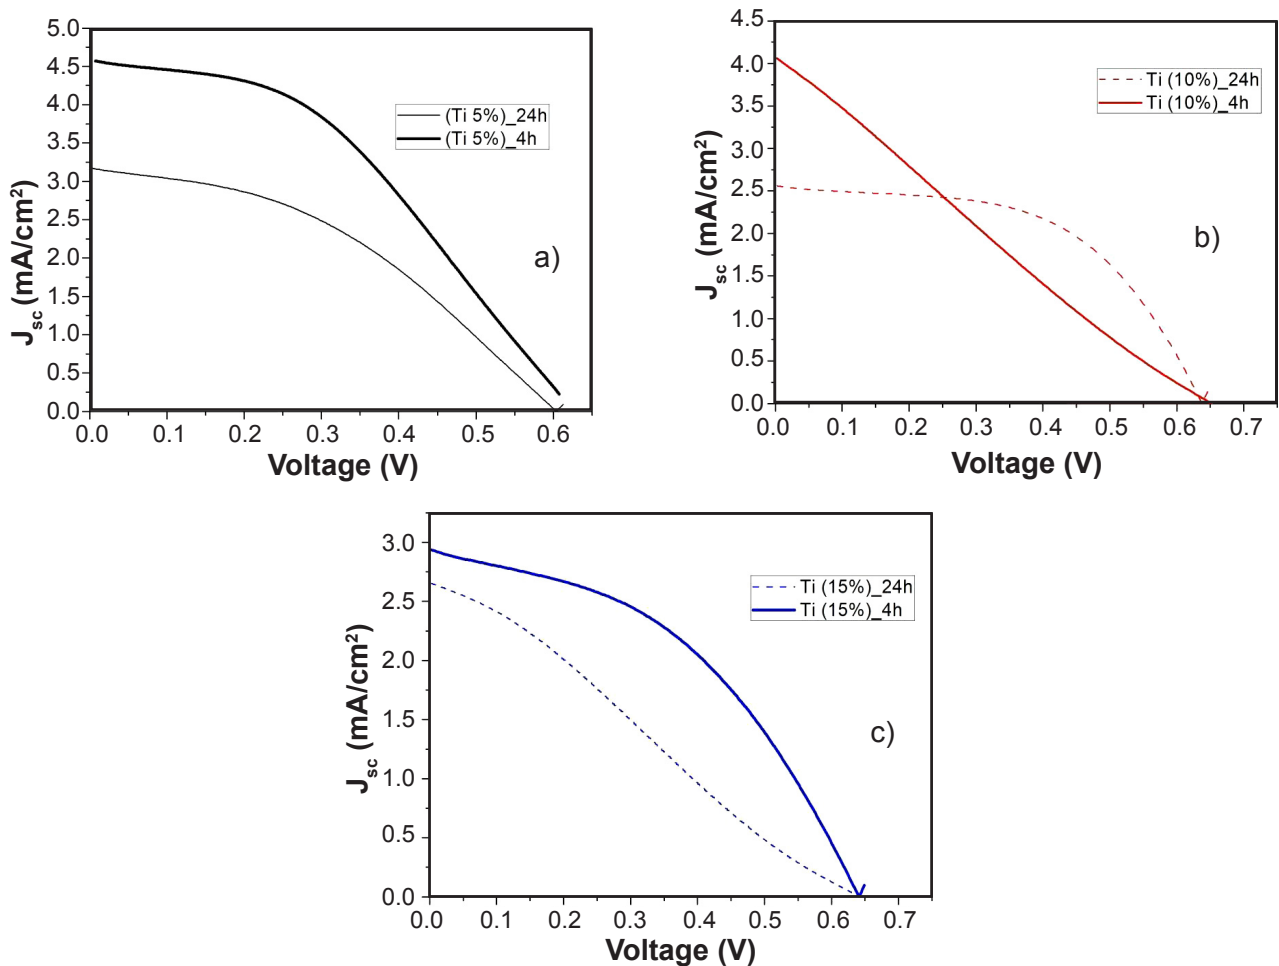 5.0
4.5
4.0
3.5
3.0
2.5
2.0
1.5
1.0
0.5
0.0
J_sc (mA/cm²)
(Ti 5%)_24h
(Ti 5%)_4h
a)
0.0 0.1 0.2 0.3 0.4 0.5 0.6
Voltage (V)
4.5
4.0
3.5
3.0
2.5
2.0
1.5
1.0
0.5
0.0
J_sc (mA/cm²)
Ti (10%)_24h
Ti (10%)_4h
b)
0.0 0.1 0.2 0.3 0.4 0.5 0.6 0.7
Voltage (V)
3.0
2.5
2.0
1.5
1.0
0.5
0.0
J_sc (mA/cm²)
Ti (15%)_24h
Ti (15%)_4h
c)
0.0 0.1 0.2 0.3 0.4 0.5 0.6 0.7
Voltage (V)